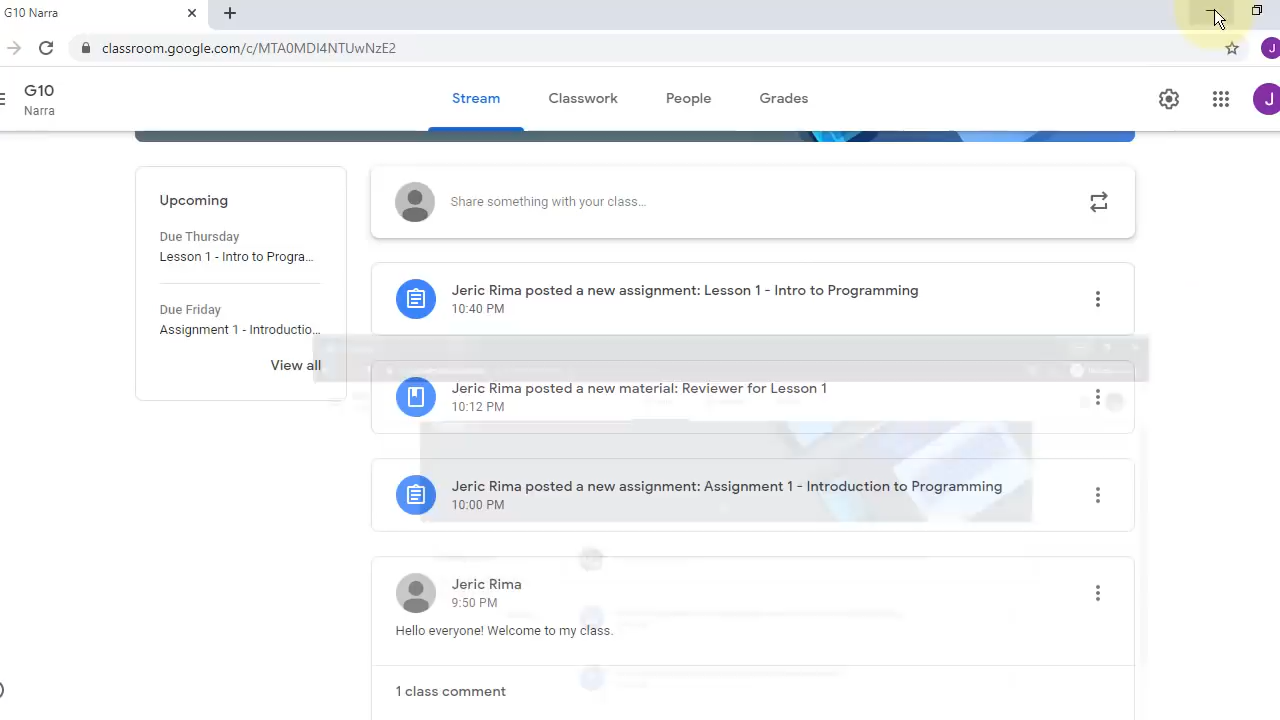 G10 Narra
classroom.google.com/c/MTA0MDI4NTUwNzE2
J
G10
Narra
Stream
Classwork
People
Grades
J
Upcoming
Due Thursday
Lesson 1 - Intro to Progra...
Due Friday
Assignment 1 - Introductio...
View all
Share something with your class...
Jeric Rima posted a new assignment: Lesson 1 - Intro to Programming
10:40 PM
Jeric Rima posted a new material: Reviewer for Lesson 1
10:12 PM
Jeric Rima posted a new assignment: Assignment 1 - Introduction to Programming
10:00 PM
Jeric Rima
9:50 PM
Hello everyone! Welcome to my class.
1 class comment